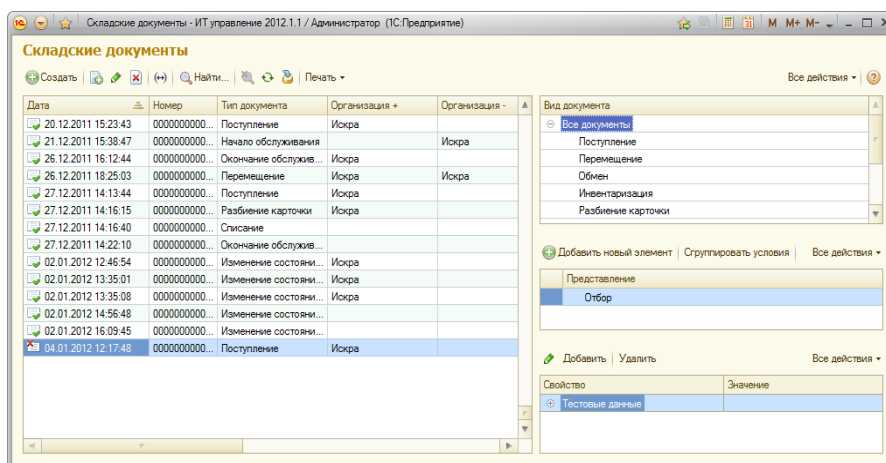 Складские документы - ИТ управление 2012.1.1 / Администратор (1С:Предприятие) M M+ M-
Складские документы
Создать Найти... Печать Все действия
Дата Номер Тип документа Организация + Организация -
20.12.2011 15:23:43 0000000000... Поступление Искра
21.12.2011 15:38:47 0000000000... Начало обслуживания Искра
26.12.2011 16:12:44 0000000000... Окончание обслужив... Искра
26.12.2011 18:25:03 0000000000... Перемещение Искра Искра
27.12.2011 14:13:44 0000000000... Поступление Искра
27.12.2011 14:16:15 0000000000... Разбиение карточки Искра
27.12.2011 14:16:40 0000000000... Списание
27.12.2011 14:22:10 0000000000... Окончание обслужив...
02.01.2012 12:46:54 0000000000... Изменение состояни... Искра
02.01.2012 13:35:01 0000000000... Изменение состояни... Искра
02.01.2012 13:35:08 0000000000... Изменение состояни... Искра
02.01.2012 14:56:48 0000000000... Изменение состояни...
02.01.2012 16:09:45 0000000000... Изменение состояни...
04.01.2012 12:17:48 0000000000... Поступление Искра
Вид документа
Все документы
Поступление
Перемещение
Обмен
Инвентаризация
Разбиение карточки
Добавить новый элемент Сгруппировать условия Все действия
Представление
Отбор
Добавить Удалить Все действия
Свойство Значение
Тестовые данные